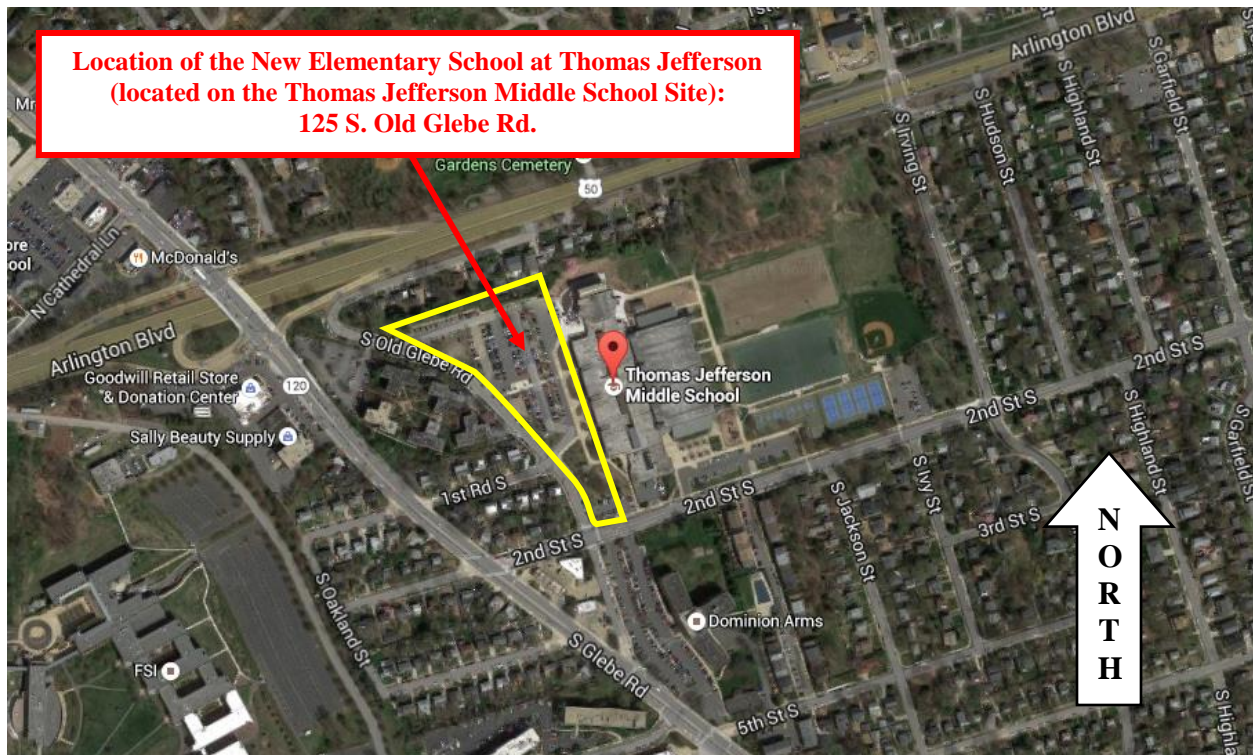 Location of the New Elementary School at Thomas Jefferson
(located on the Thomas Jefferson Middle School Site):
125 S. Old Glebe Rd.
Arlington Blvd
S Highland St
S Garfield St
S Hudson St
S Irving St
Gardens Cemetery
50
McDonald's
N Cathedral Ln
Arlington Blvd
S Old Glebe Rd
Goodwill Retail Store
& Donation Center
120
Sally Beauty Supply
Thomas Jefferson
Middle School
2nd St S
2nd St S
S Highland St
S Garfield St
1st Rd S
2nd St S
2nd St S
S Jackson St
S Ivy St
3rd St S
NORTH
S Oakland St
Dominion Arms
FSI
S Glebe Rd
5th St S